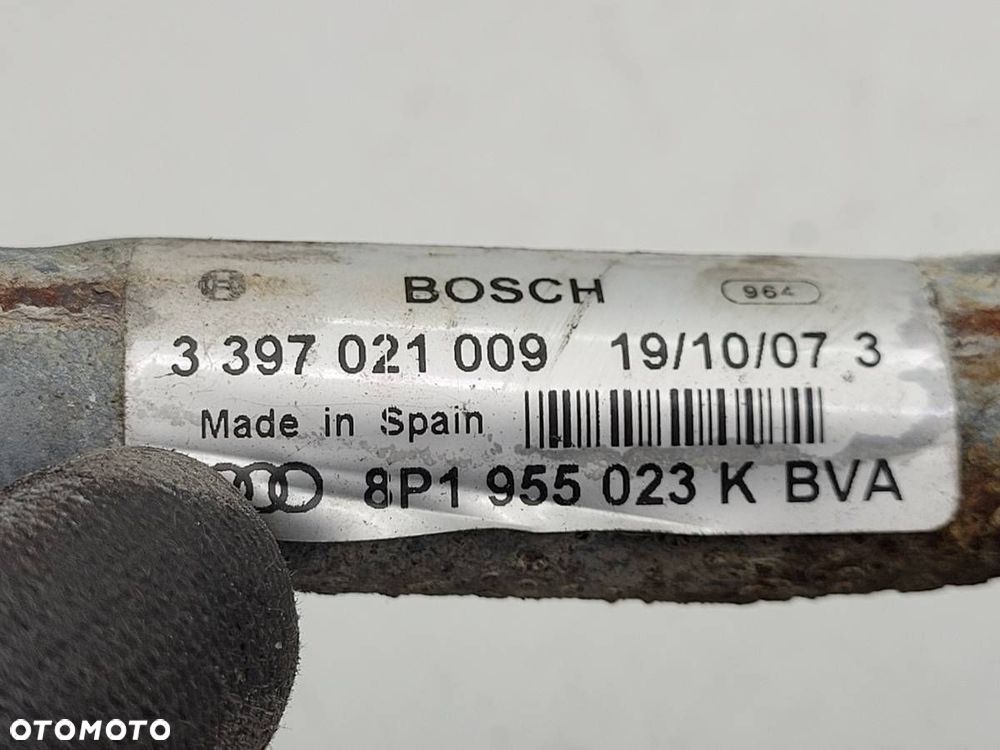 BOSCH 964
3 397 021 009 19/10/07 3
Made in Spain
8P1 955 023 K BVA
OTOMOTO